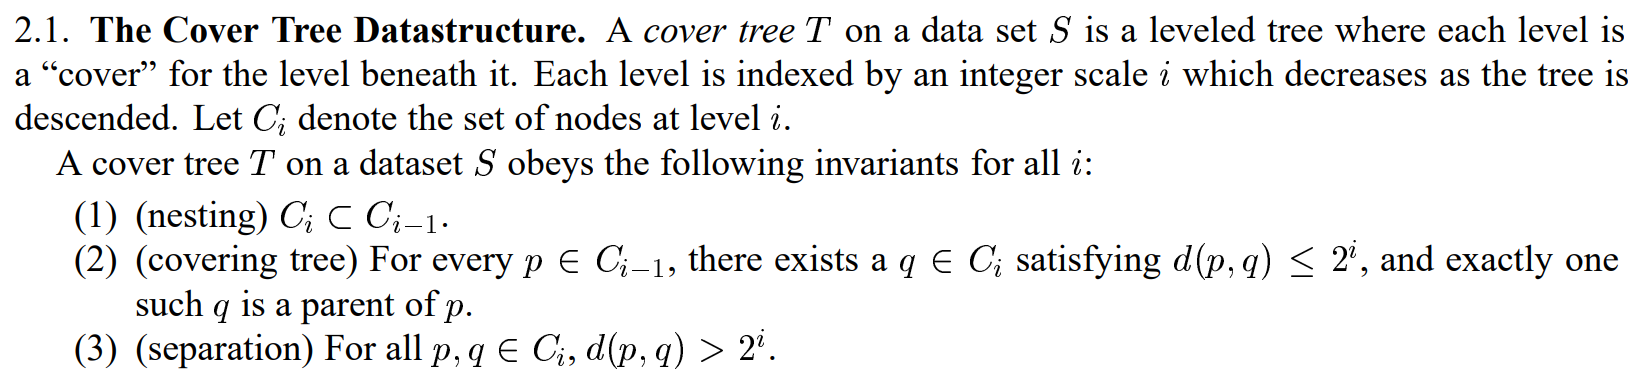 2.1. The Cover Tree Datastructure. A cover tree T on a data set S is a leveled tree where each level is
a “cover” for the level beneath it. Each level is indexed by an integer scale i which decreases as the tree is
descended. Let C_i denote the set of nodes at level i.
A cover tree T on a dataset S obeys the following invariants for all i:
(1) (nesting) C_i ⊂ C_{i−1}.
(2) (covering tree) For every p ∈ C_{i−1}, there exists a q ∈ C_i satisfying d(p, q) ≤ 2^i, and exactly one
such q is a parent of p.
(3) (separation) For all p, q ∈ C_i, d(p, q) > 2^i.